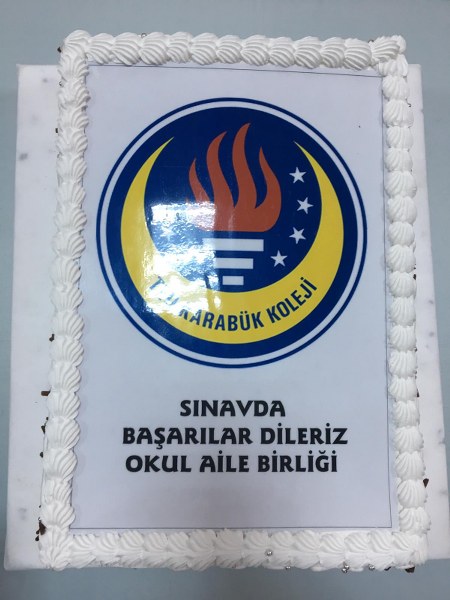 KARABÜK KOLEJİ
SINAVDA
BAŞARILAR DİLERİZ
OKUL AİLE BİRLİĞİ